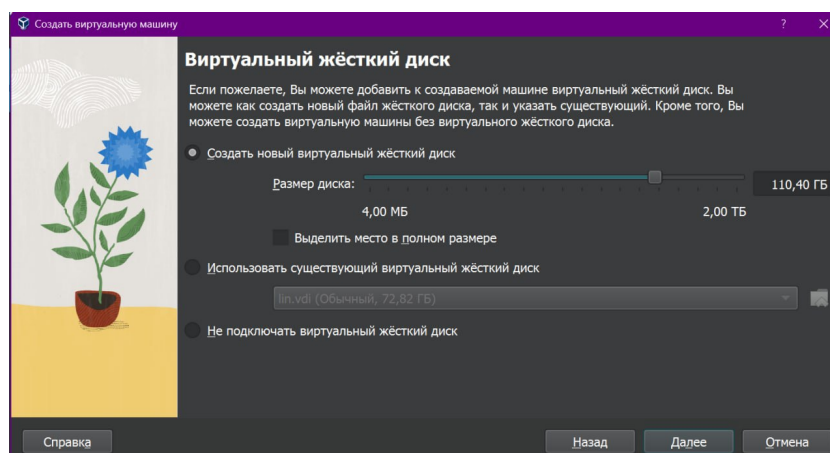 Создать виртуальную машину
Виртуальный жёсткий диск
Если пожелаете, Вы можете добавить к создаваемой машине виртуальный жёсткий диск. Вы
можете как создать новый файл жёсткого диска, так и указать существующий. Кроме того, Вы
можете создать виртуальную машины без виртуального жёсткого диска.
Создать новый виртуальный жёсткий диск
Размер диска: 110,40 ГБ
4,00 МБ 2,00 ТБ
Выделить место в полном размере
Использовать существующий виртуальный жёсткий диск
lin.vdi (Обычный, 72,82 ГБ)
Не подключать виртуальный жёсткий диск
Справка Назад Далее Отмена